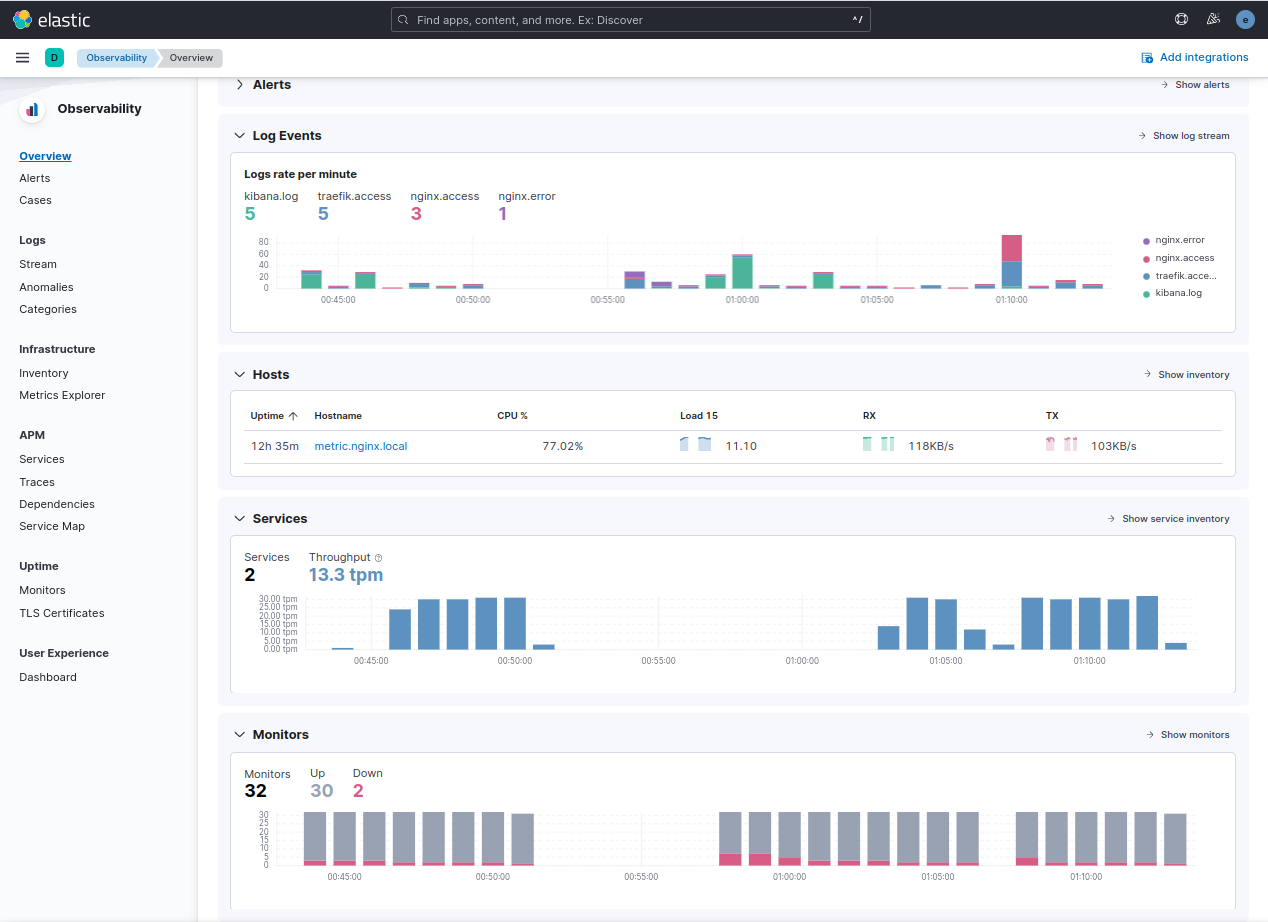 elastic
Find apps, content, and more. Ex: Discover
^/
e
D
Observability
Overview
Add integrations
Observability
Overview
Alerts
Cases
Logs
Stream
Anomalies
Categories
Infrastructure
Inventory
Metrics Explorer
APM
Services
Traces
Dependencies
Service Map
Uptime
Monitors
TLS Certificates
User Experience
Dashboard
Alerts
Show alerts
Log Events
Show log stream
Logs rate per minute
kibana.log traefik.access nginx.access nginx.error
5 5 3 1
80
60
40
20
0
00:45:00 00:50:00 00:55:00 01:00:00 01:05:00 01:10:00
nginx.error
nginx.access
traefik.acce...
kibana.log
Hosts
Show inventory
Uptime Hostname CPU % Load 15 RX TX
12h 35m metric.nginx.local 77.02% 11.10 118KB/s 103KB/s
Services
Show service inventory
Services Throughput
2 13.3 tpm
30.00 tpm
25.00 tpm
20.00 tpm
15.00 tpm
10.00 tpm
5.00 tpm
0.00 tpm
00:45:00 00:50:00 00:55:00 01:00:00 01:05:00 01:10:00
Monitors
Show monitors
Monitors Up Down
32 30 2
30
25
20
15
10
5
0
00:45:00 00:50:00 00:55:00 01:00:00 01:05:00 01:10:00